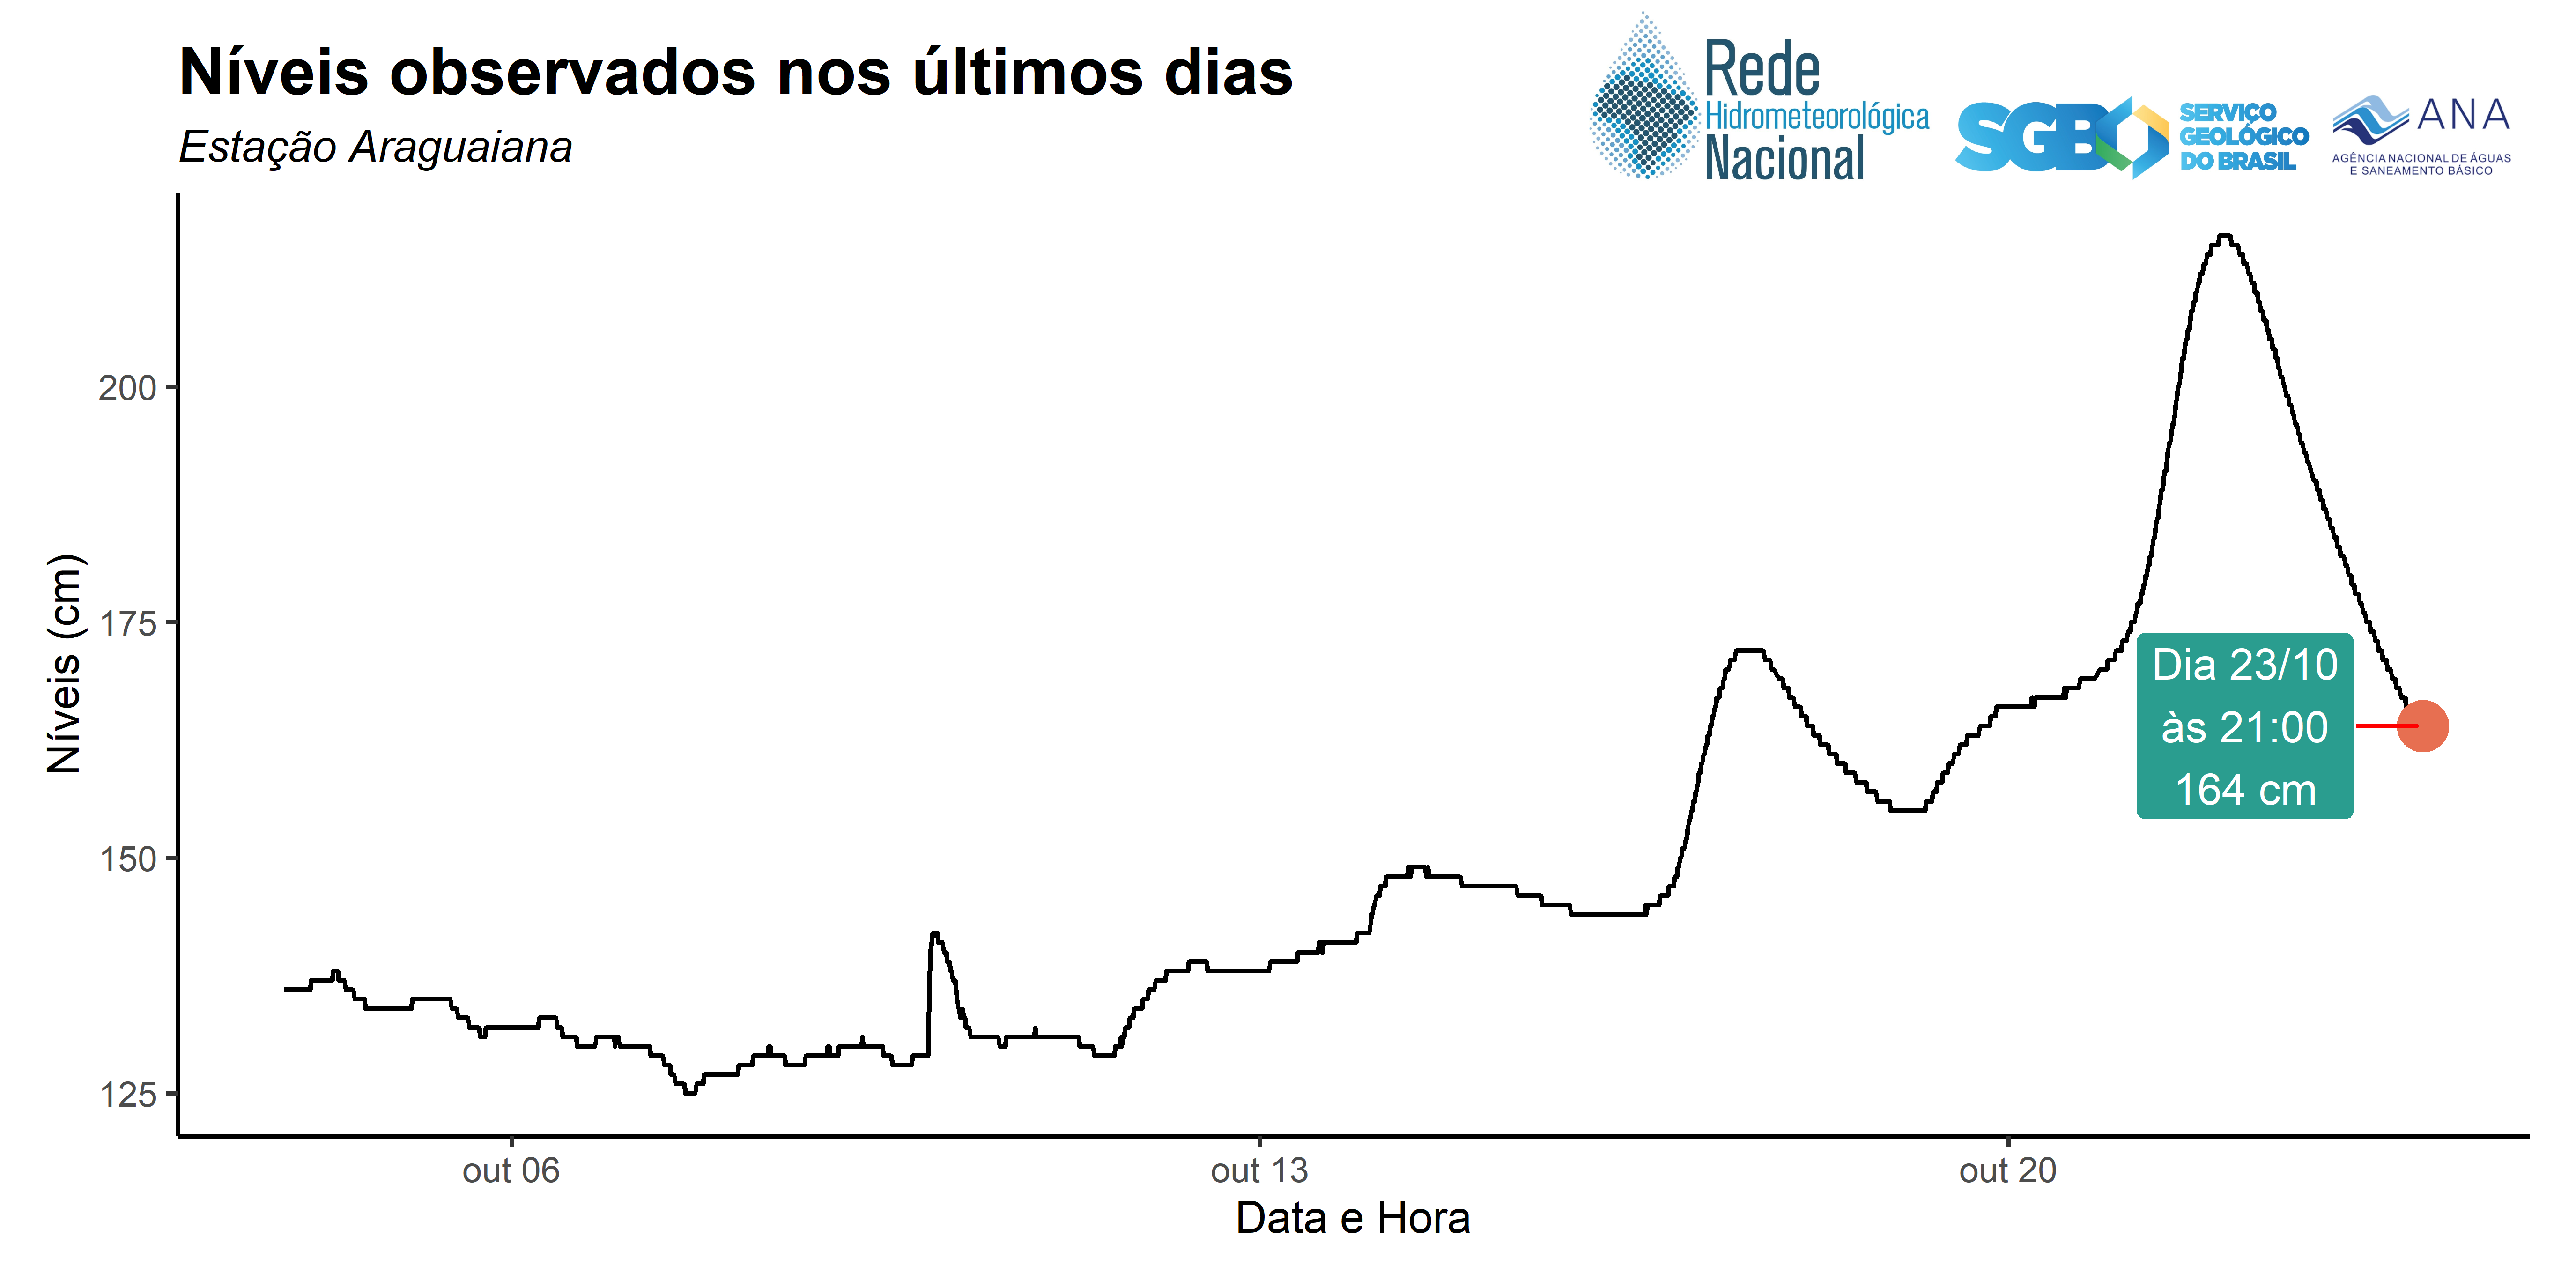 Níveis observados nos últimos dias
Estação Araguaiana
Rede
Hidrometeorológica
Nacional
SGB
SERVIÇO
GEOLÓGICO
DO BRASIL
ANA
AGÊNCIA NACIONAL DE ÁGUAS
E SANEAMENTO BÁSICO
Níveis (cm)
200
175
150
125
Dia 23/10
às 21:00
164 cm
out 06
out 13
out 20
Data e Hora